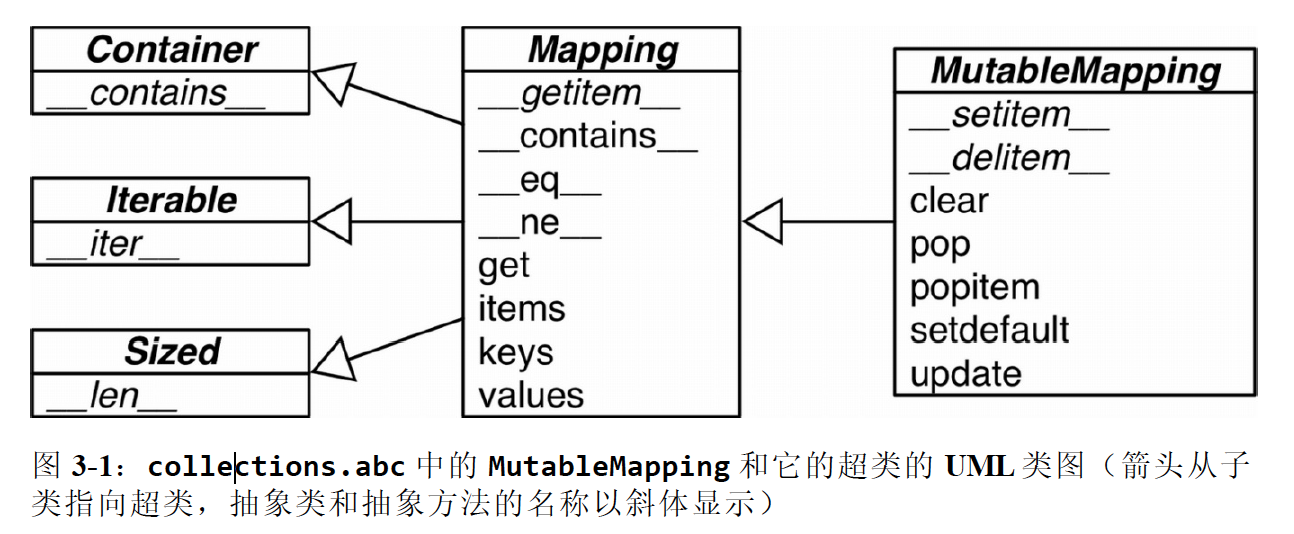 Container
__contains__
Iterable
__iter__
Sized
__len__
Mapping
__getitem__
__contains__
__eq__
__ne__
get
items
keys
values
MutableMapping
__setitem__
__delitem__
clear
pop
popitem
setdefault
update
图 3-1：collections.abc 中的 MutableMapping 和它的超类的 UML 类图（箭头从子
类指向超类，抽象类和抽象方法的名称以斜体显示）